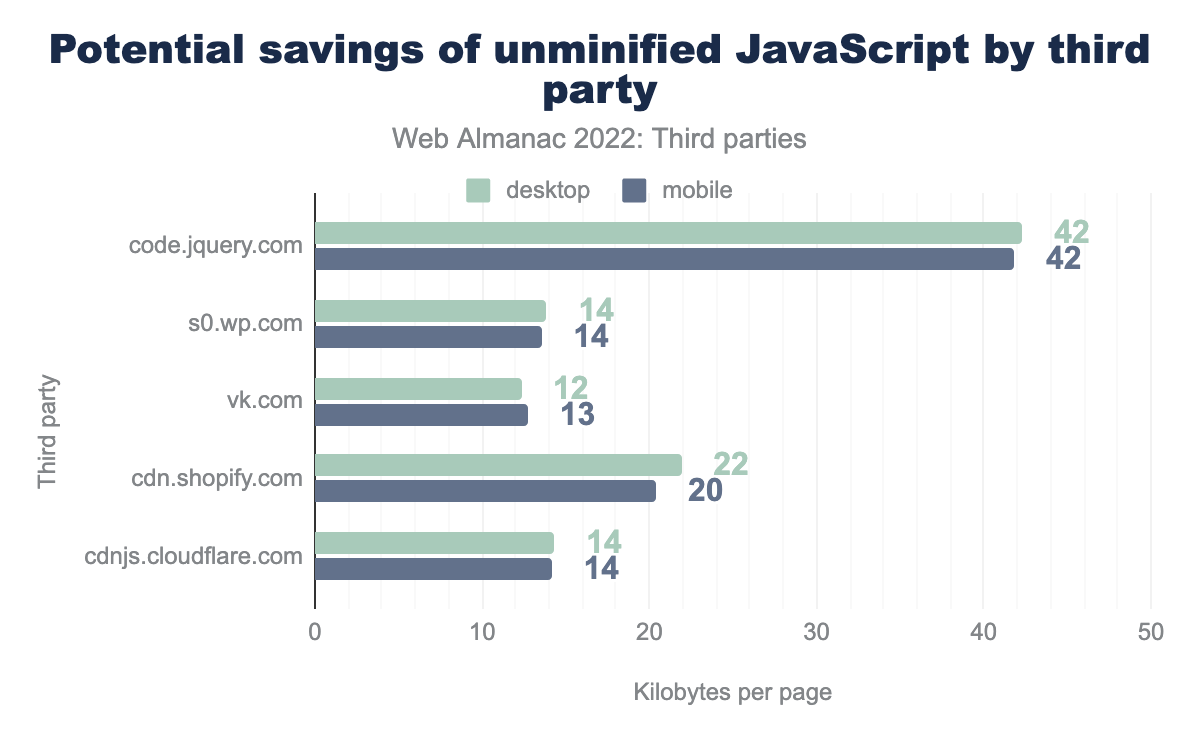 Potential savings of unminified JavaScript by third
party
Web Almanac 2022: Third parties
desktop mobile
code.jquery.com 42
42
s0.wp.com 14
14
vk.com 12
13
cdn.shopify.com 22
20
cdnjs.cloudflare.com 14
14
Third party
0 10 20 30 40 50
Kilobytes per page